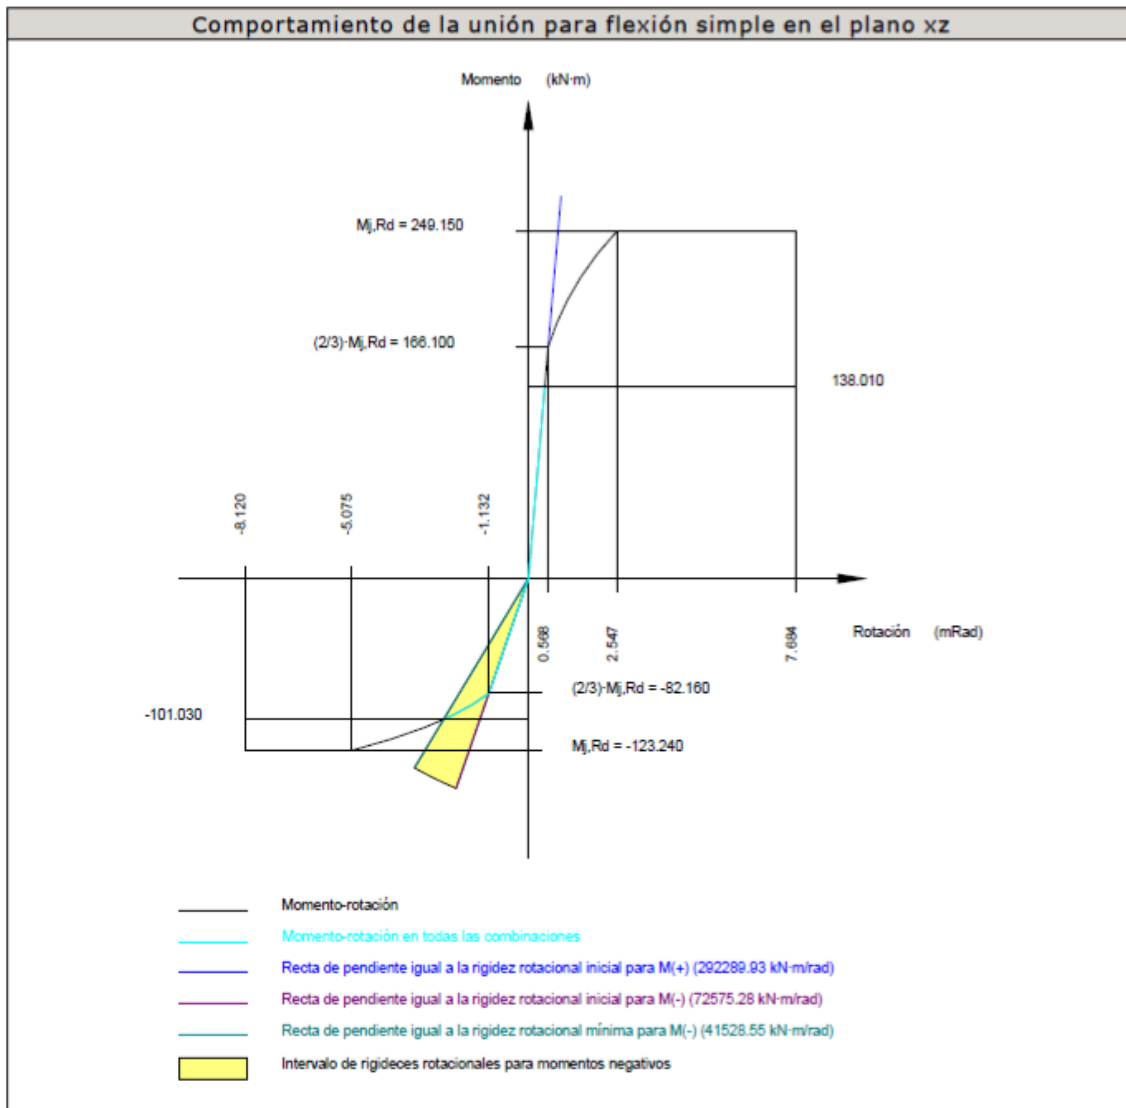 Comportamiento de la unión para flexión simple en el plano xz
Momento (kN·m)
Mj,Rd = 249.150
(2/3)·Mj,Rd = 166.100
138.010
-8.120
-5.075
-1.132
0.568
2.547
7.684
Rotación (mRad)
(2/3)·Mj,Rd = -82.160
-101.030
Mj,Rd = -123.240
Momento-rotación
Momento-rotación en todas las combinaciones
Recta de pendiente igual a la rigidez rotacional inicial para M(+) (292289.93 kN·m/rad)
Recta de pendiente igual a la rigidez rotacional inicial para M(-) (72575.28 kN·m/rad)
Recta de pendiente igual a la rigidez rotacional mínima para M(-) (41528.55 kN·m/rad)
Intervalo de rigideces rotacionales para momentos negativos